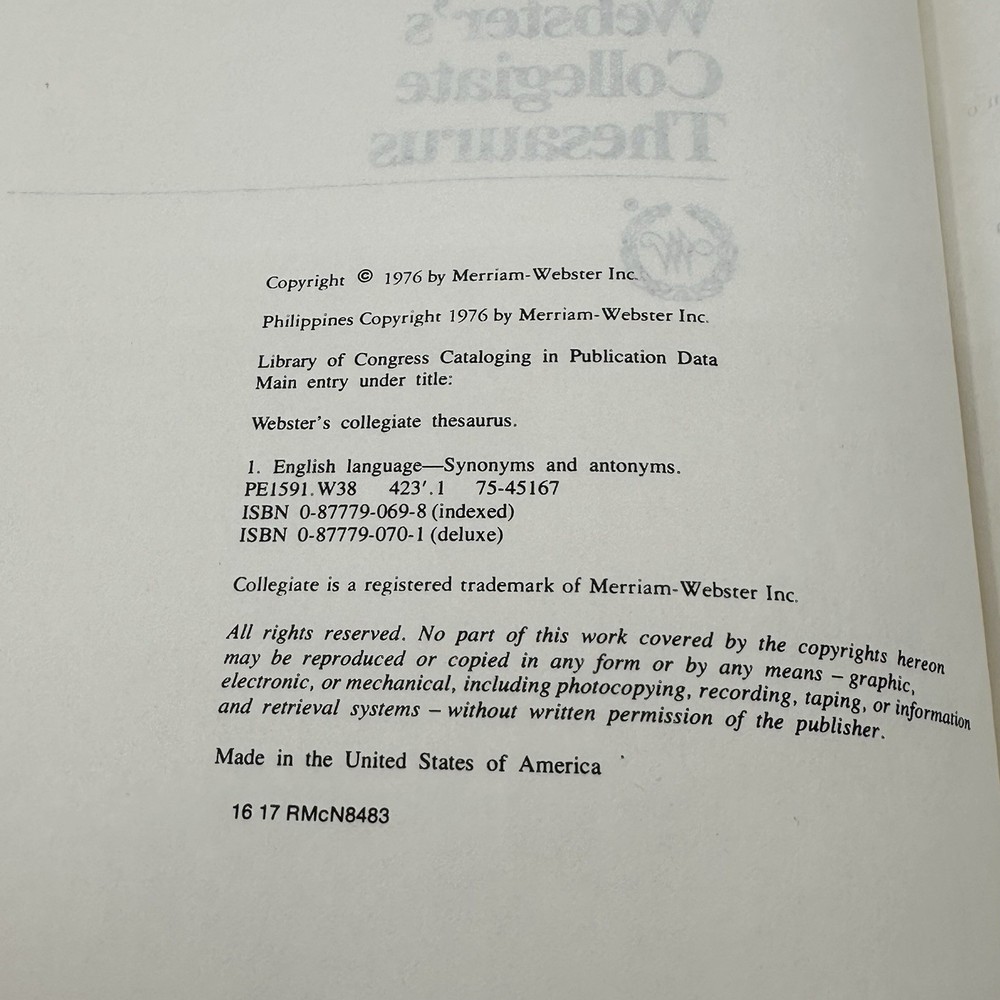 Webster's
Collegiate
Thesaurus
Copyright © 1976 by Merriam-Webster Inc.
Philippines Copyright 1976 by Merriam-Webster Inc.
Library of Congress Cataloging in Publication Data
Main entry under title:
Webster's collegiate thesaurus.
1. English language—Synonyms and antonyms.
PE1591.W38 423'.1 75-45167
ISBN 0-87779-069-8 (indexed)
ISBN 0-87779-070-1 (deluxe)
Collegiate is a registered trademark of Merriam-Webster Inc.
All rights reserved. No part of this work covered by the copyrights hereon
may be reproduced or copied in any form or by any means – graphic,
electronic, or mechanical, including photocopying, recording, taping, or information
and retrieval systems – without written permission of the publisher.
Made in the United States of America
16 17 RMcN8483